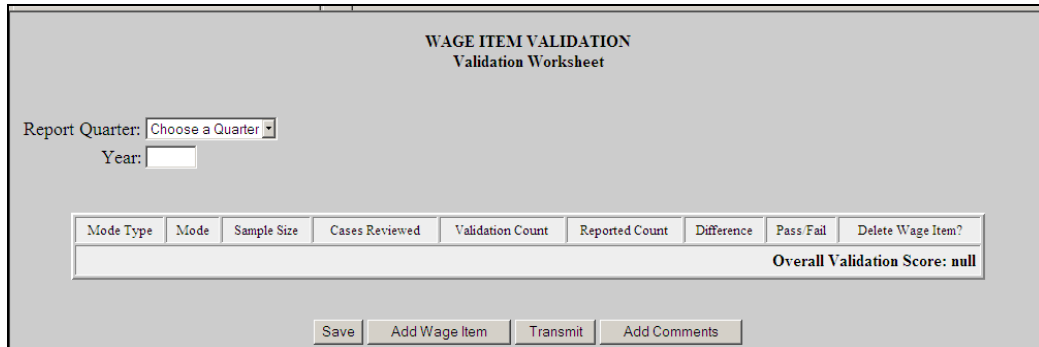 WAGE ITEM VALIDATION
Validation Worksheet
Report Quarter: Choose a Quarter
Year:
Mode Type Mode Sample Size Cases Reviewed Validation Count Reported Count Difference Pass/Fail Delete Wage Item?
Overall Validation Score: null
Save Add Wage Item Transmit Add Comments